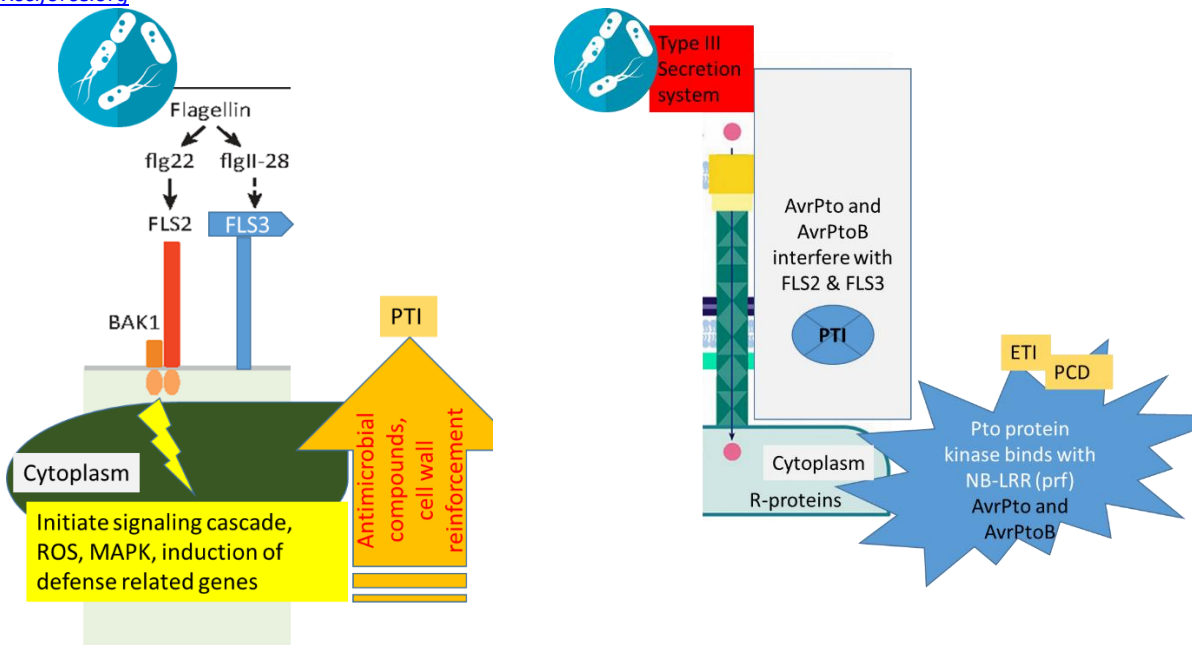 Flagellin
flg22 flgII-28
FLS2 FLS3
BAK1
Cytoplasm
Initiate signaling cascade,
ROS, MAPK, induction of
defense related genes
PTI
Antimicrobial
compounds,
cell wall
reinforcement
Type III
Secretion
system
AvrPto and
AvrPtoB
interfere with
FLS2 & FLS3
PTI
Cytoplasm
R-proteins
ETI
PCD
Pto protein
kinase binds with
NB-LRR (prf)
AvrPto and
AvrPtoB